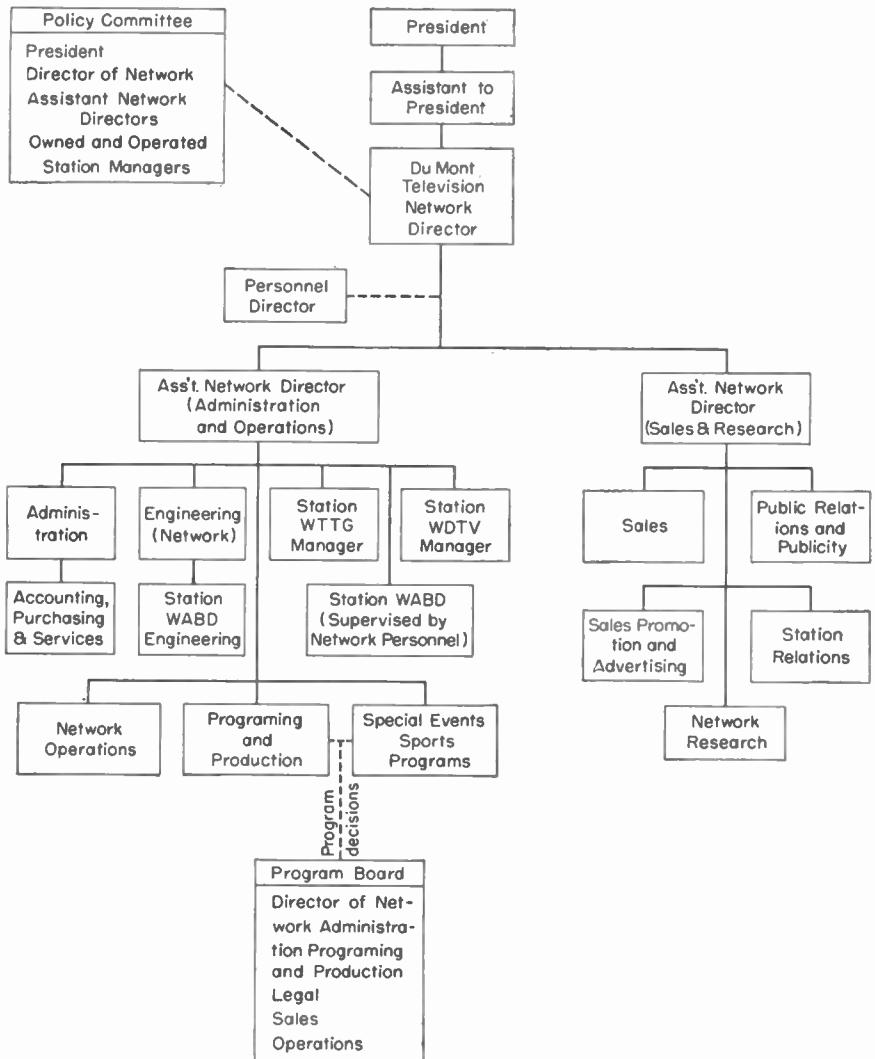 Policy Committee
President
Director of Network
Assistant Network
Directors
Owned and Operated
Station Managers
President
Assistant to
President
Du Mont
Television
Network
Director
Personnel
Director
Ass't. Network Director
(Administration
and Operations)
Ass't. Network
Director
(Sales & Research)
Adminis-
tration
Engineering
(Network)
Station
WTTG
Manager
Station
WDTV
Manager
Sales
Public Relat-
ions and
Publicity
Accounting,
Purchasing
& Services
Station
WABD
Engineering
Station WABD
(Supervised by
Network Personnel)
Sales Promo-
tion and
Advertising
Station
Relations
Network
Operations
Programing
and
Production
Special Events
Sports
Programs
Network
Research
Program
decisions
Program Board
Director of Net-
work Administra-
tion Programing
and Production
Legal
Sales
Operations